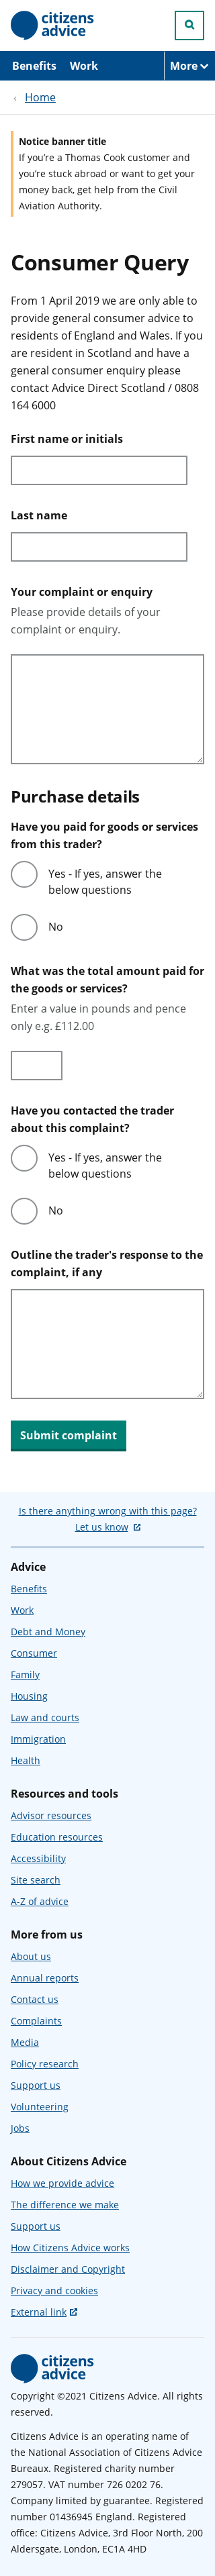 citizens
advice
Benefits Work More
‹ Home
Notice banner title
If you're a Thomas Cook customer and
you're stuck abroad or want to get your
money back, get help from the Civil
Aviation Authority.
Consumer Query
From 1 April 2019 we are only able to
provide general consumer advice to
residents of England and Wales. If you
are resident in Scotland and have a
general consumer enquiry please
contact Advice Direct Scotland / 0808
164 6000
First name or initials
Last name
Your complaint or enquiry
Please provide details of your
complaint or enquiry.
Purchase details
Have you paid for goods or services
from this trader?
Yes - If yes, answer the
below questions
No
What was the total amount paid for
the goods or services?
Enter a value in pounds and pence
only e.g. £112.00
Have you contacted the trader
about this complaint?
Yes - If yes, answer the
below questions
No
Outline the trader's response to the
complaint, if any
Submit complaint
Is there anything wrong with this page?
Let us know
Advice
Benefits
Work
Debt and Money
Consumer
Family
Housing
Law and courts
Immigration
Health
Resources and tools
Advisor resources
Education resources
Accessibility
Site search
A-Z of advice
More from us
About us
Annual reports
Contact us
Complaints
Media
Policy research
Support us
Volunteering
Jobs
About Citizens Advice
How we provide advice
The difference we make
Support us
How Citizens Advice works
Disclaimer and Copyright
Privacy and cookies
External link
citizens
advice
Copyright ©2021 Citizens Advice. All rights
reserved.
Citizens Advice is an operating name of
the National Association of Citizens Advice
Bureaux. Registered charity number
279057. VAT number 726 0202 76.
Company limited by guarantee. Registered
number 01436945 England. Registered
office: Citizens Advice, 3rd Floor North, 200
Aldersgate, London, EC1A 4HD